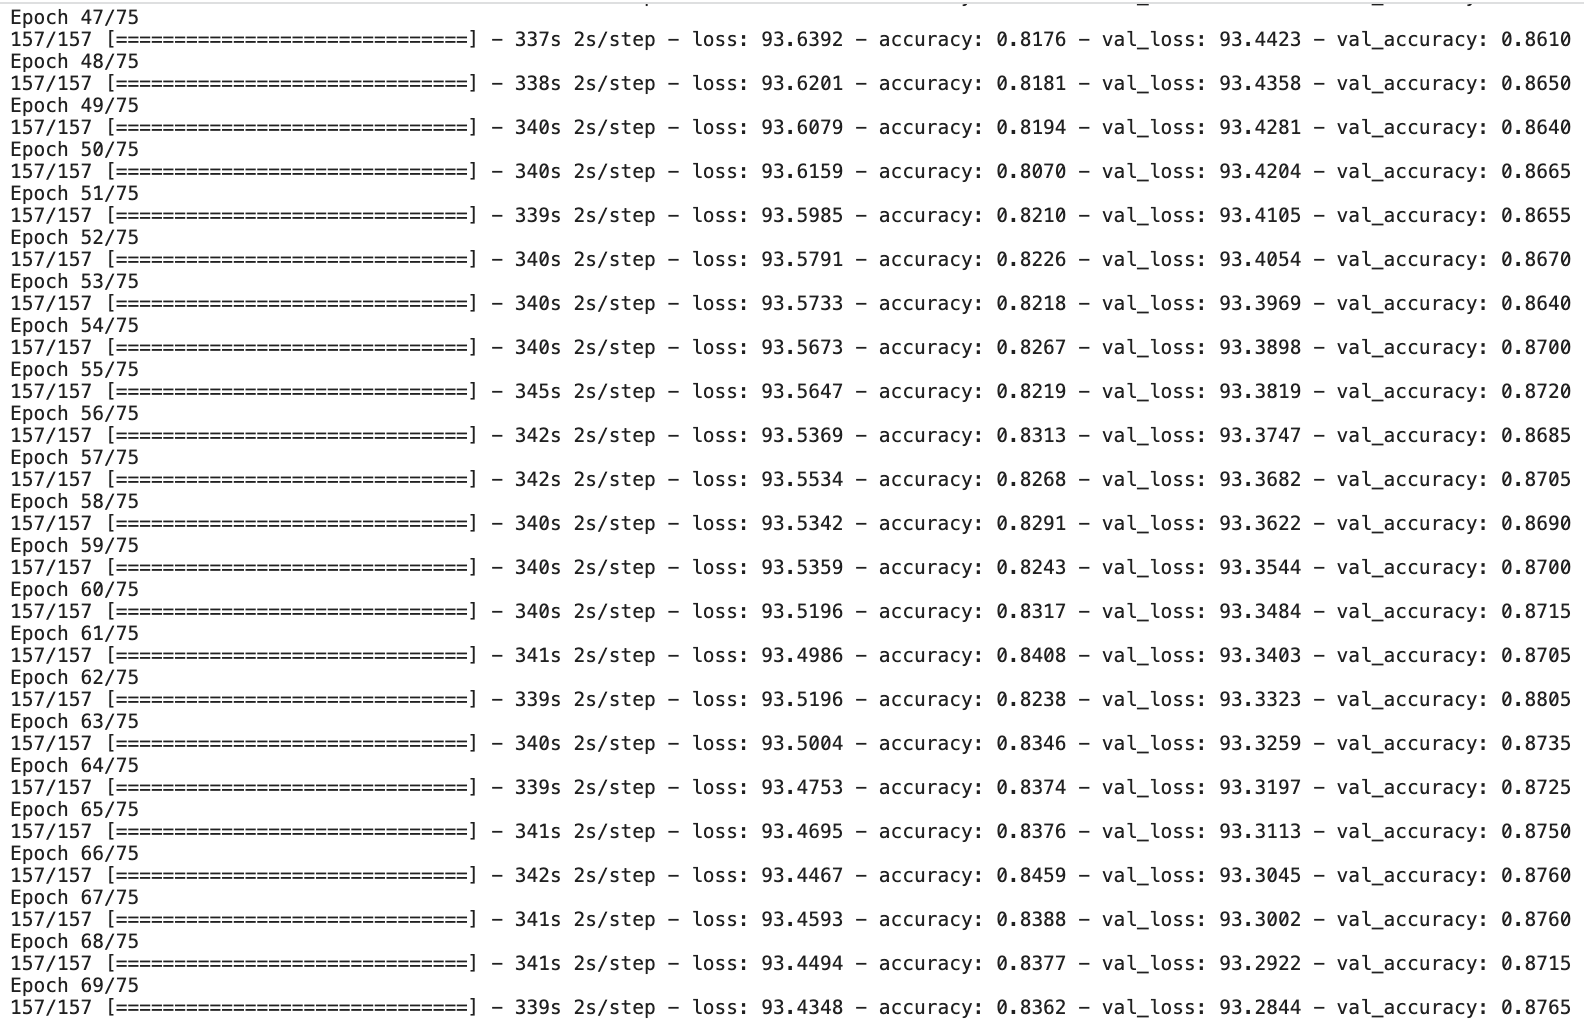 Epoch 47/75
157/157 [==============================] - 337s 2s/step - loss: 93.6392 - accuracy: 0.8176 - val_loss: 93.4423 - val_accuracy: 0.8610
Epoch 48/75
157/157 [==============================] - 338s 2s/step - loss: 93.6201 - accuracy: 0.8181 - val_loss: 93.4358 - val_accuracy: 0.8650
Epoch 49/75
157/157 [==============================] - 340s 2s/step - loss: 93.6079 - accuracy: 0.8194 - val_loss: 93.4281 - val_accuracy: 0.8640
Epoch 50/75
157/157 [==============================] - 340s 2s/step - loss: 93.6159 - accuracy: 0.8070 - val_loss: 93.4204 - val_accuracy: 0.8665
Epoch 51/75
157/157 [==============================] - 339s 2s/step - loss: 93.5985 - accuracy: 0.8210 - val_loss: 93.4105 - val_accuracy: 0.8655
Epoch 52/75
157/157 [==============================] - 340s 2s/step - loss: 93.5791 - accuracy: 0.8226 - val_loss: 93.4054 - val_accuracy: 0.8670
Epoch 53/75
157/157 [==============================] - 340s 2s/step - loss: 93.5733 - accuracy: 0.8218 - val_loss: 93.3969 - val_accuracy: 0.8640
Epoch 54/75
157/157 [==============================] - 340s 2s/step - loss: 93.5673 - accuracy: 0.8267 - val_loss: 93.3898 - val_accuracy: 0.8700
Epoch 55/75
157/157 [==============================] - 345s 2s/step - loss: 93.5647 - accuracy: 0.8219 - val_loss: 93.3819 - val_accuracy: 0.8720
Epoch 56/75
157/157 [==============================] - 342s 2s/step - loss: 93.5369 - accuracy: 0.8313 - val_loss: 93.3747 - val_accuracy: 0.8685
Epoch 57/75
157/157 [==============================] - 342s 2s/step - loss: 93.5534 - accuracy: 0.8268 - val_loss: 93.3682 - val_accuracy: 0.8705
Epoch 58/75
157/157 [==============================] - 340s 2s/step - loss: 93.5342 - accuracy: 0.8291 - val_loss: 93.3622 - val_accuracy: 0.8690
Epoch 59/75
157/157 [==============================] - 340s 2s/step - loss: 93.5359 - accuracy: 0.8243 - val_loss: 93.3544 - val_accuracy: 0.8700
Epoch 60/75
157/157 [==============================] - 340s 2s/step - loss: 93.5196 - accuracy: 0.8317 - val_loss: 93.3484 - val_accuracy: 0.8715
Epoch 61/75
157/157 [==============================] - 341s 2s/step - loss: 93.4986 - accuracy: 0.8408 - val_loss: 93.3403 - val_accuracy: 0.8705
Epoch 62/75
157/157 [==============================] - 339s 2s/step - loss: 93.5196 - accuracy: 0.8238 - val_loss: 93.3323 - val_accuracy: 0.8805
Epoch 63/75
157/157 [==============================] - 340s 2s/step - loss: 93.5004 - accuracy: 0.8346 - val_loss: 93.3259 - val_accuracy: 0.8735
Epoch 64/75
157/157 [==============================] - 339s 2s/step - loss: 93.4753 - accuracy: 0.8374 - val_loss: 93.3197 - val_accuracy: 0.8725
Epoch 65/75
157/157 [==============================] - 341s 2s/step - loss: 93.4695 - accuracy: 0.8376 - val_loss: 93.3113 - val_accuracy: 0.8750
Epoch 66/75
157/157 [==============================] - 342s 2s/step - loss: 93.4467 - accuracy: 0.8459 - val_loss: 93.3045 - val_accuracy: 0.8760
Epoch 67/75
157/157 [==============================] - 341s 2s/step - loss: 93.4593 - accuracy: 0.8388 - val_loss: 93.3002 - val_accuracy: 0.8760
Epoch 68/75
157/157 [==============================] - 341s 2s/step - loss: 93.4494 - accuracy: 0.8377 - val_loss: 93.2922 - val_accuracy: 0.8715
Epoch 69/75
157/157 [==============================] - 339s 2s/step - loss: 93.4348 - accuracy: 0.8362 - val_loss: 93.2844 - val_accuracy: 0.8765